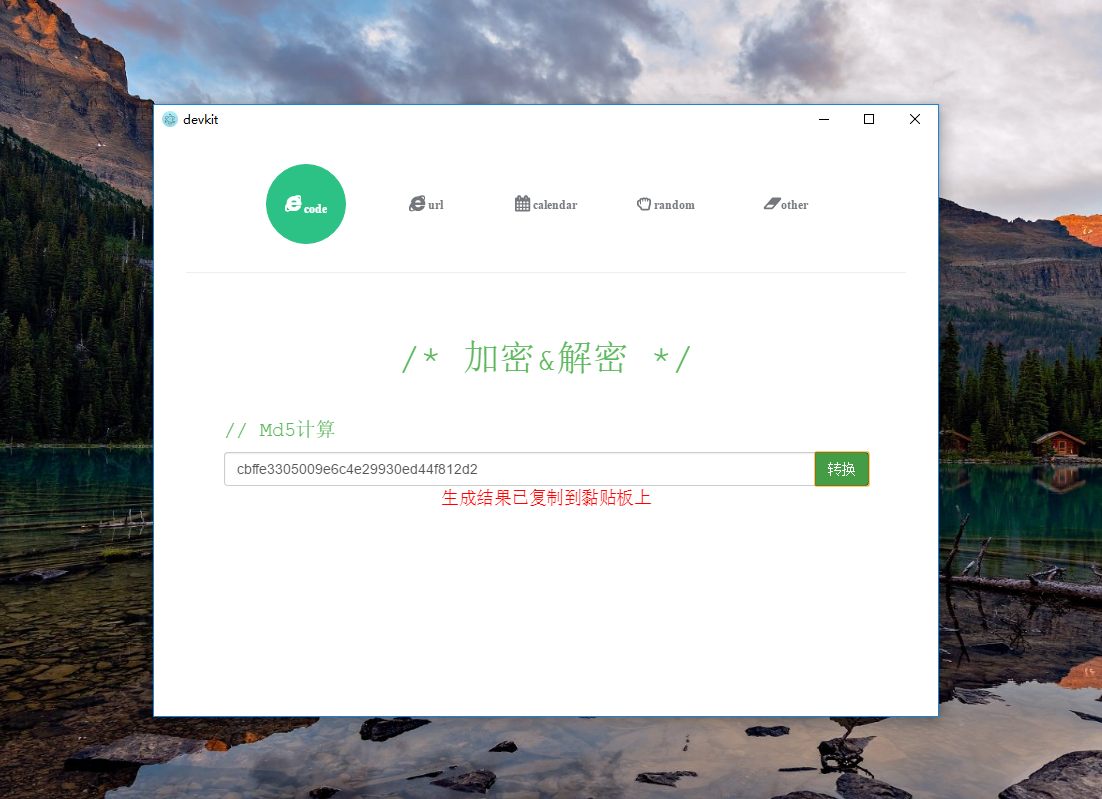 devkit
code
url
calendar
random
other
/* 加密&解密 */
// Md5计算
cbffe3305009e6c4e29930ed44f812d2
转换
生成结果已复制到黏贴板上